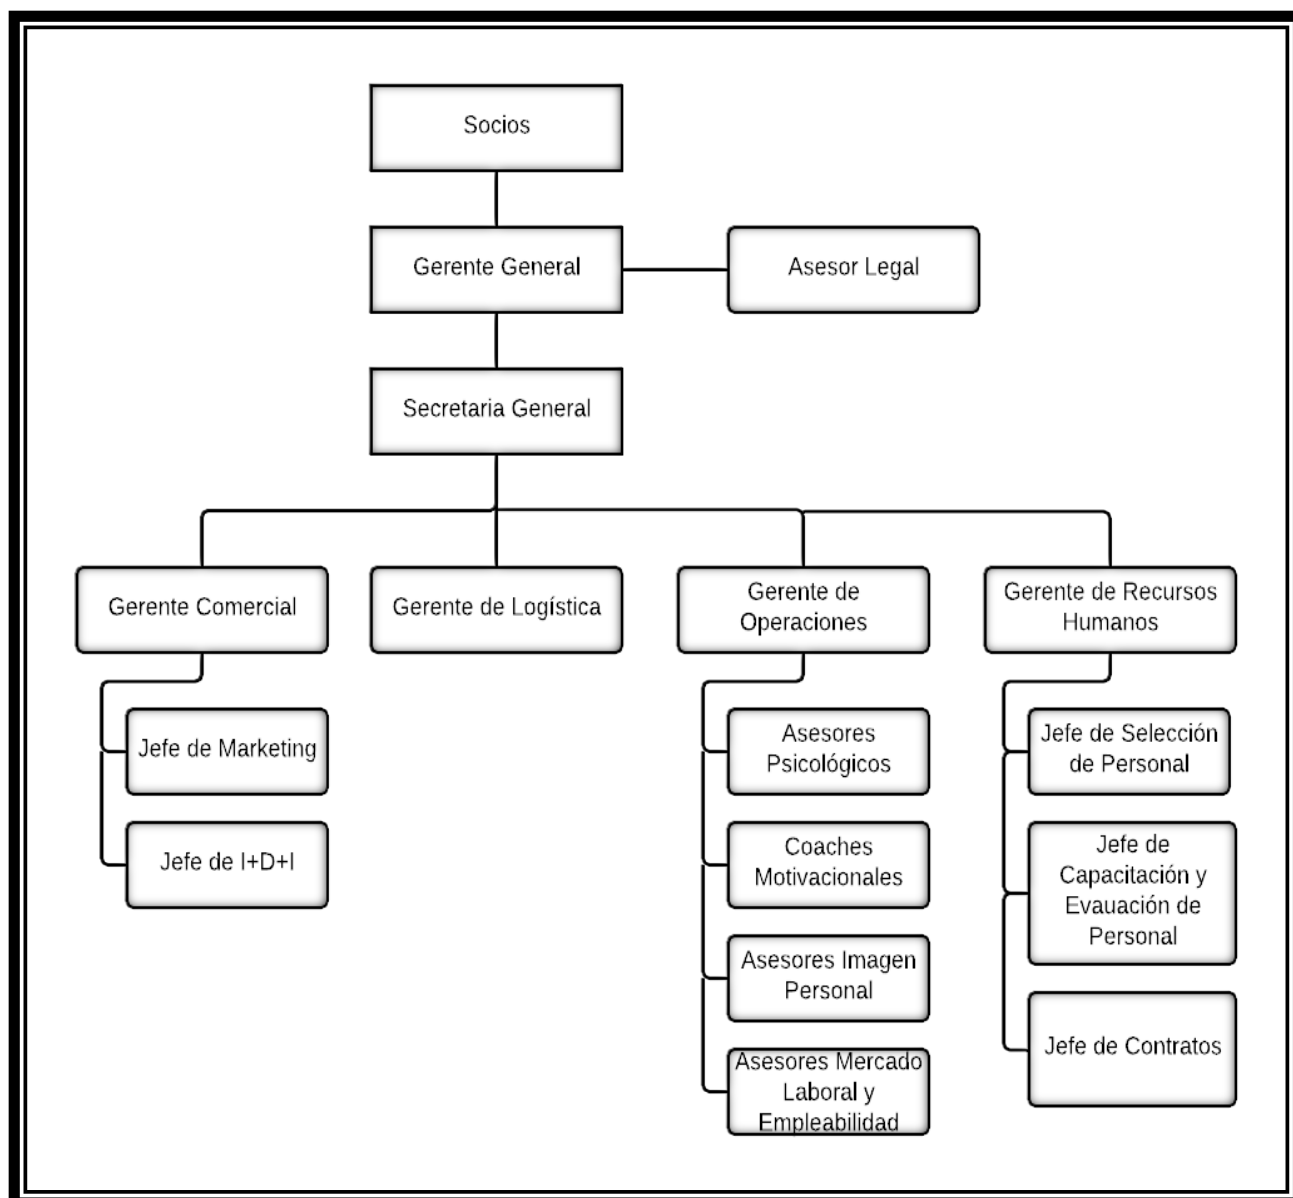 Socios
Gerente General
Asesor Legal
Secretaria General
Gerente Comercial
Gerente de Logística
Gerente de
Operaciones
Gerente de Recursos
Humanos
Jefe de Marketing
Jefe de I+D+I
Asesores
Psicológicos
Coaches
Motivacionales
Asesores Imagen
Personal
Asesores Mercado
Laboral y
Empleabilidad
Jefe de Selección
de Personal
Jefe de
Capacitación y
Evauación de
Personal
Jefe de Contratos